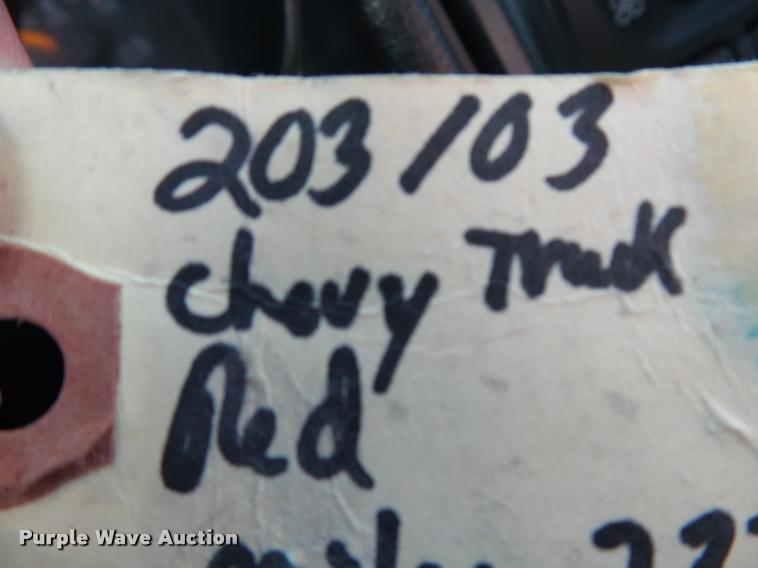 203/03
chevy Truck
Red
Purple Wave Auction